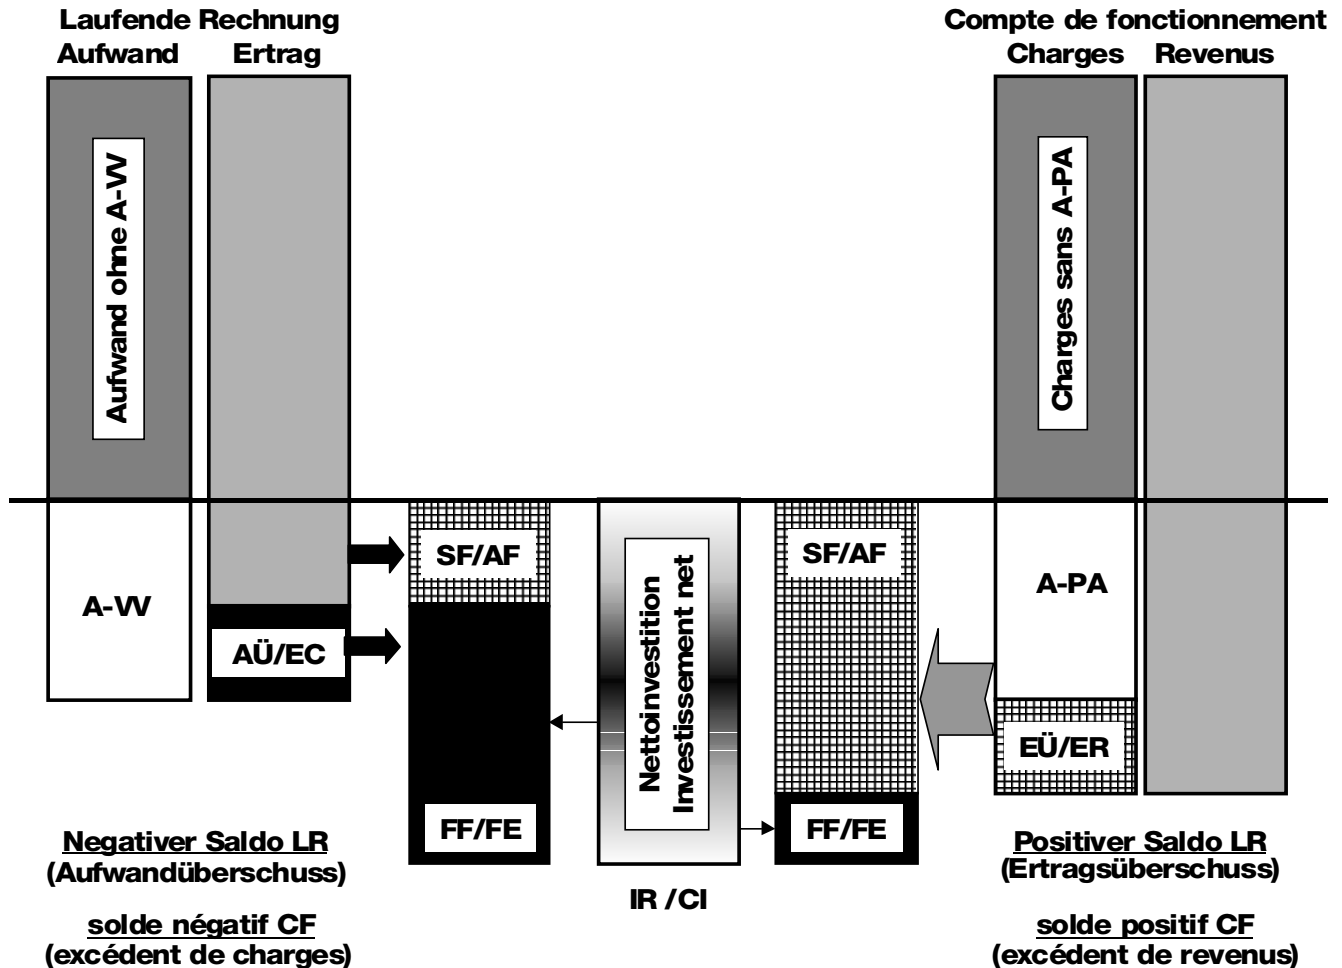 Laufende Rechnung
Aufwand Ertrag
Compte de fonctionnement
Charges Revenus
Aufwand ohne A-VV
Charges sans A-PA
A-VV
AÜ/EC
SF/AF
FF/FE
Nettoinvestition
Investissement net
SF/AF
FF/FE
A-PA
EÜ/ER
IR /CI
Negativer Saldo LR
(Aufwandüberschuss)
solde négatif CF
(excédent de charges)
Positiver Saldo LR
(Ertragsüberschuss)
solde positif CF
(excédent de revenus)